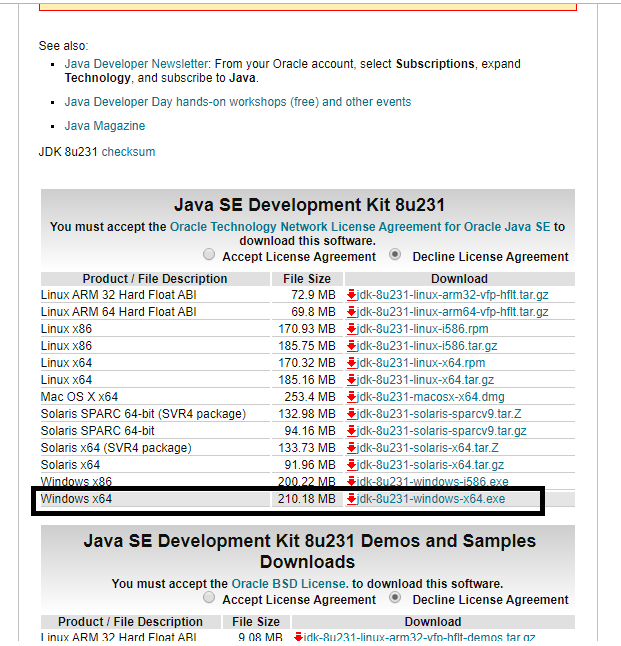 See also:
Java Developer Newsletter: From your Oracle account, select Subscriptions, expand
Technology, and subscribe to Java.
Java Developer Day hands-on workshops (free) and other events
Java Magazine
JDK 8u231 checksum
Java SE Development Kit 8u231
You must accept the Oracle Technology Network License Agreement for Oracle Java SE to
download this software.
Accept License Agreement Decline License Agreement
Product / File Description File Size Download
Linux ARM 32 Hard Float ABI 72.9 MB jdk-8u231-linux-arm32-vfp-hflt.tar.gz
Linux ARM 64 Hard Float ABI 69.8 MB jdk-8u231-linux-arm64-vfp-hflt.tar.gz
Linux x86 170.93 MB jdk-8u231-linux-i586.rpm
Linux x86 185.75 MB jdk-8u231-linux-i586.tar.gz
Linux x64 170.32 MB jdk-8u231-linux-x64.rpm
Linux x64 185.16 MB jdk-8u231-linux-x64.tar.gz
Mac OS X x64 253.4 MB jdk-8u231-macosx-x64.dmg
Solaris SPARC 64-bit (SVR4 package) 132.98 MB jdk-8u231-solaris-sparcv9.tar.Z
Solaris SPARC 64-bit 94.16 MB jdk-8u231-solaris-sparcv9.tar.gz
Solaris x64 (SVR4 package) 133.73 MB jdk-8u231-solaris-x64.tar.Z
Solaris x64 91.96 MB jdk-8u231-solaris-x64.tar.gz
Windows x86 200.22 MB jdk-8u231-windows-i586.exe
Windows x64 210.18 MB jdk-8u231-windows-x64.exe
Java SE Development Kit 8u231 Demos and Samples
Downloads
You must accept the Oracle BSD License. to download this software.
Accept License Agreement Decline License Agreement
Product / File Description File Size Download
Linux ARM 32 Hard Float ABI 9.08 MB jdk-8u231-linux-arm32-vfp-hflt-demos.tar.gz